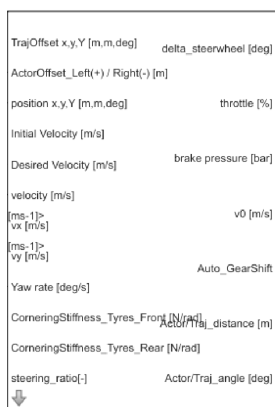 TrajOffset x,y,Y [m,m,deg]
delta_steerwheel [deg]
ActorOffset_Left(+) / Right(-) [m]
position x,y,Y [m,m,deg]
throttle [%]
Initial Velocity [m/s]
Desired Velocity [m/s]
brake pressure [bar]
velocity [m/s]
[ms-1]>
vx [m/s]
v0 [m/s]
[ms-1]>
vy [m/s]
Auto_GearShift
Yaw rate [deg/s]
CorneringStiffness_Tyres_Front [N/rad]
Actor/Traj_distance [m]
CorneringStiffness_Tyres_Rear [N/rad]
steering_ratio[-]
Actor/Traj_angle [deg]